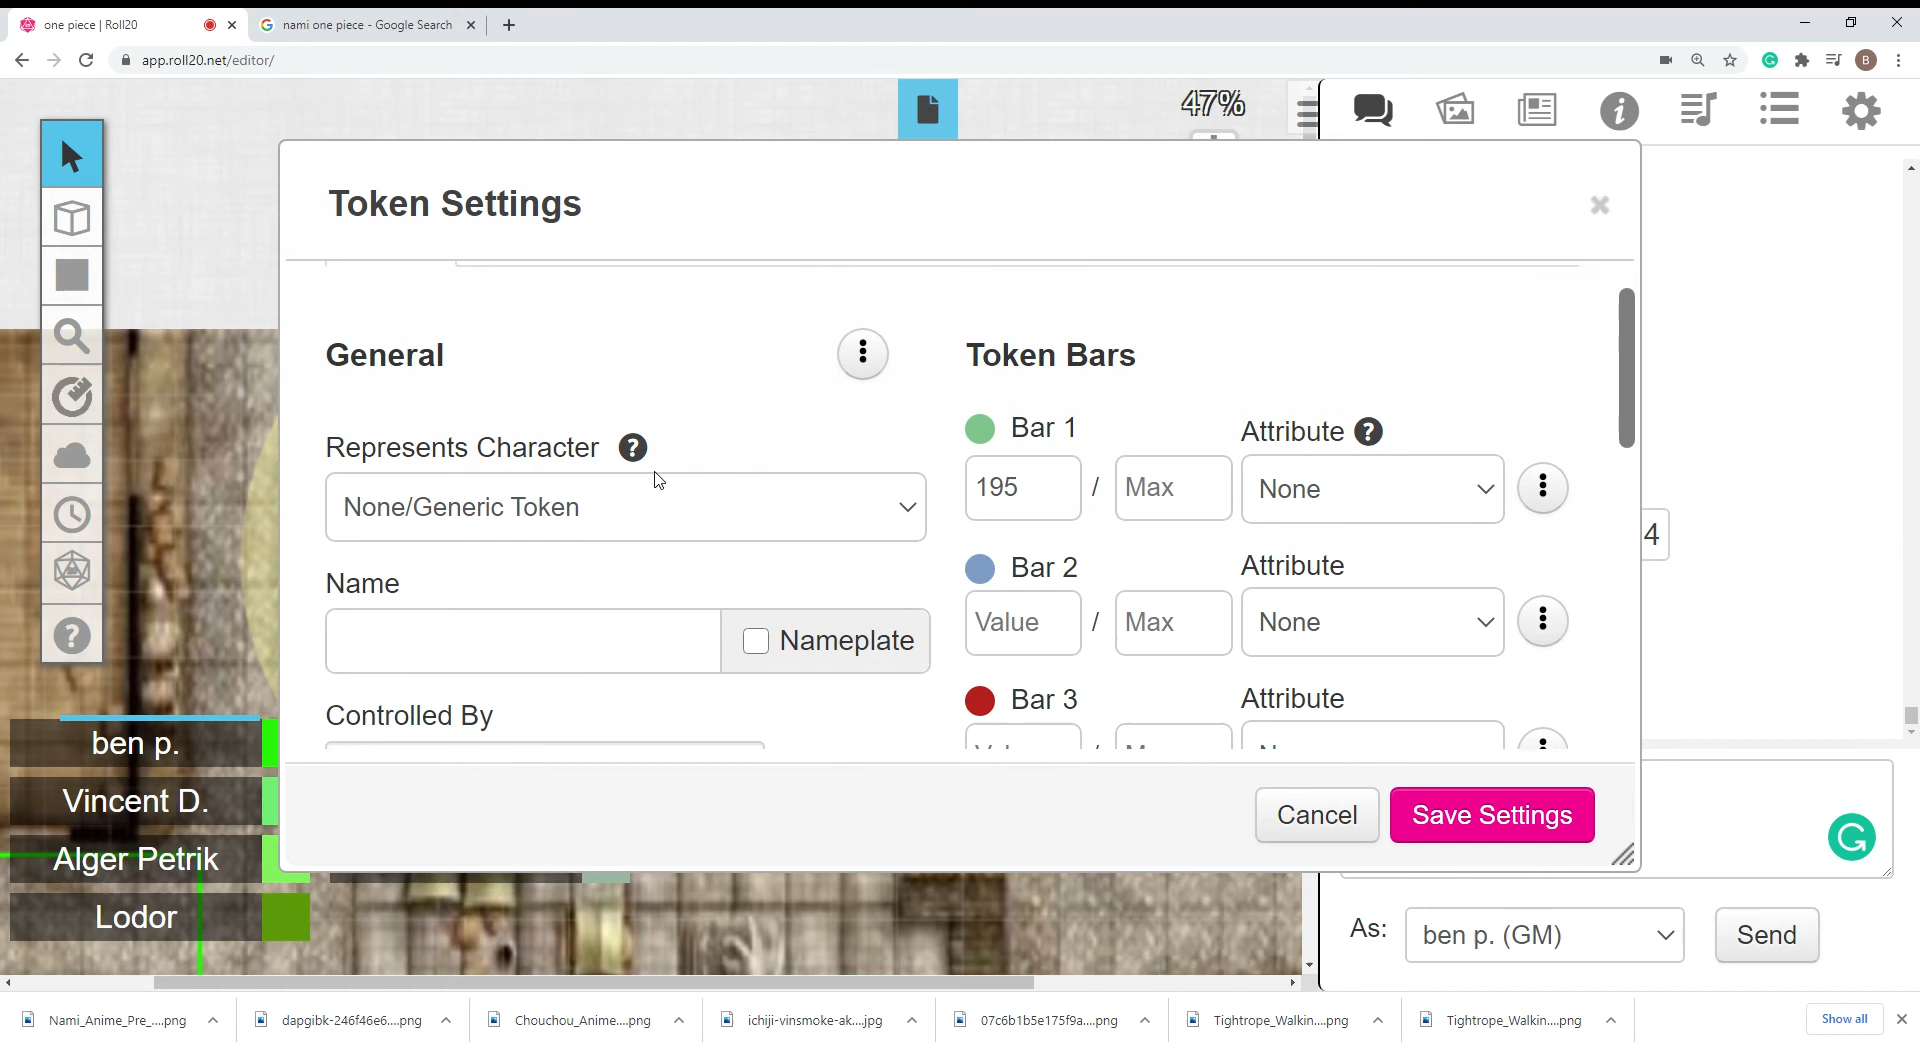 one piece | Roll20
nami one piece - Google Search
app.roll20.net/editor/
B
47%
Token Settings
General
Token Bars
Represents Character ?
Bar 1
Attribute ?
None/Generic Token
195 / Max
None
Name
Bar 2
Attribute
Nameplate
Value / Max
None
4
Controlled By
Bar 3
Attribute
ben p.
Vincent D.
Alger Petrik
Lodor
Cancel
Save Settings
As:
ben p. (GM)
Send
Nami_Anime_Pre_....png
dapgibk-246f46e6....png
Chouchou_Anime....png
ichiji-vinsmoke-ak....jpg
07c6b1b5e175f9a....png
Tightrope_Walkin....png
Tightrope_Walkin....png
Show all